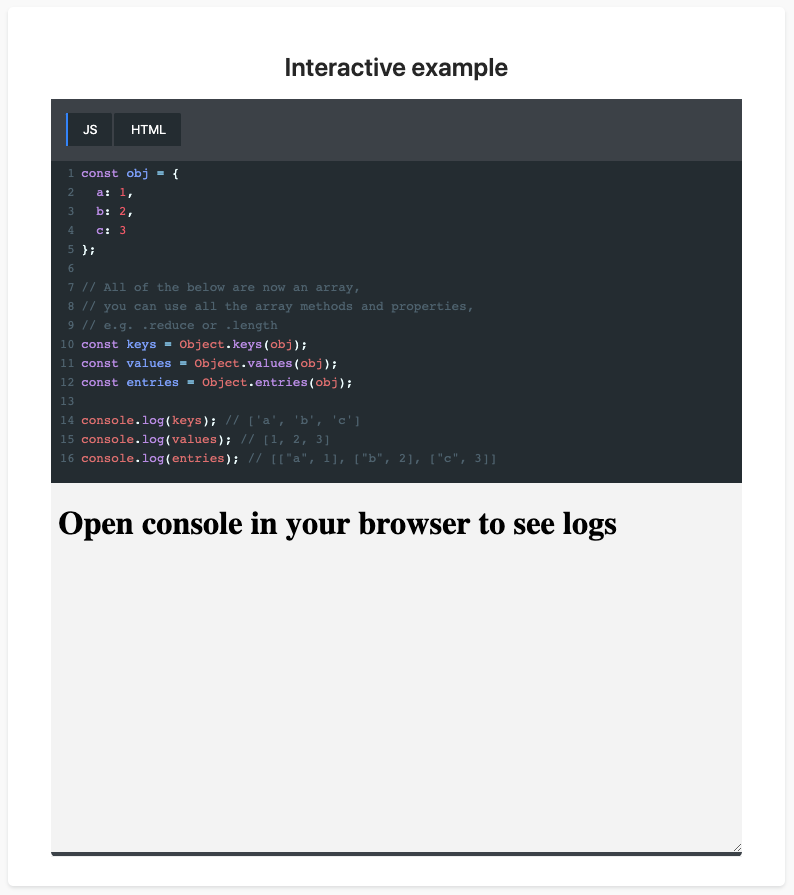 Interactive example
JS HTML
1 const obj = {
2   a: 1,
3   b: 2,
4   c: 3
5 };
6
7 // All of the below are now an array,
8 // you can use all the array methods and properties,
9 // e.g. .reduce or .length
10 const keys = Object.keys(obj);
11 const values = Object.values(obj);
12 const entries = Object.entries(obj);
13
14 console.log(keys); // ['a', 'b', 'c']
15 console.log(values); // [1, 2, 3]
16 console.log(entries); // [["a", 1], ["b", 2], ["c", 3]]
Open console in your browser to see logs